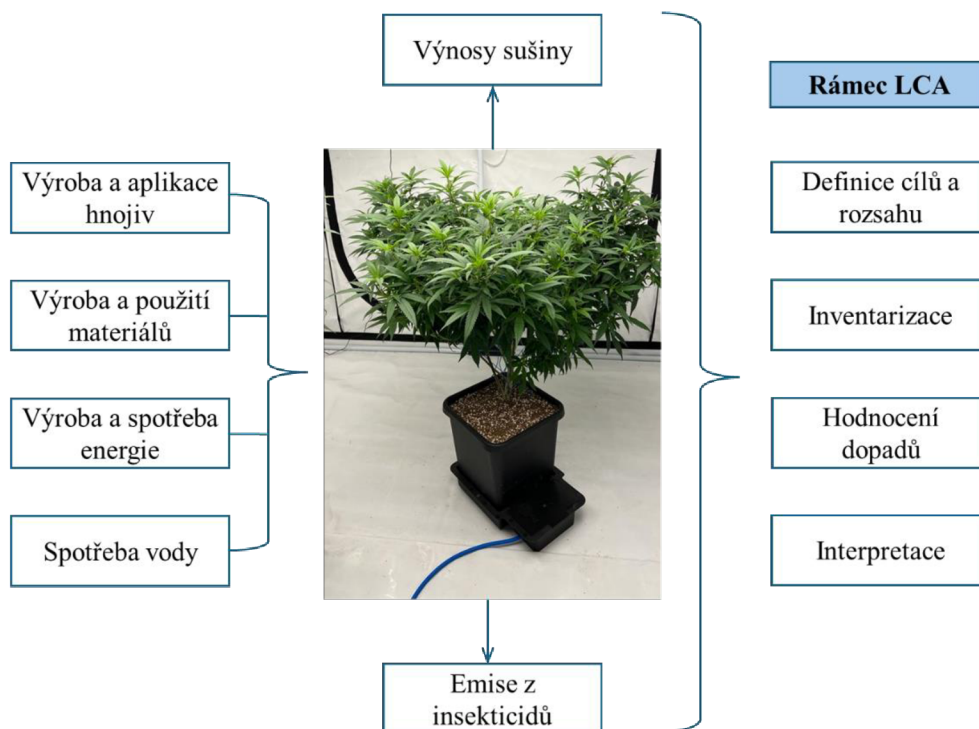 Výnosy sušiny
Rámec LCA
Výroba a aplikace
hnojiv
Výroba a použití
materiálů
Výroba a spotřeba
energie
Spotřeba vody
Definice cílů a
rozsahu
Inventarizace
Hodnocení
dopadů
Interpretace
Emise z
insekticidů